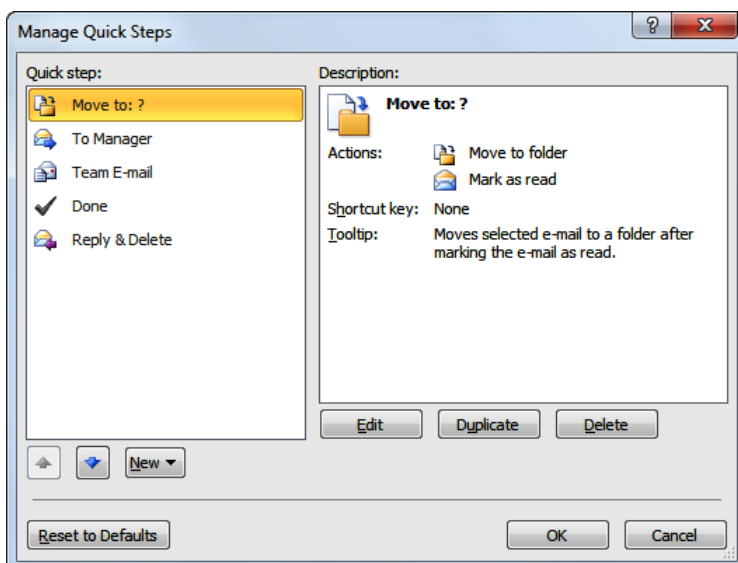 Manage Quick Steps
?
X
Quick step:
Move to: ?
To Manager
Team E-mail
Done
Reply & Delete
Description:
Move to: ?
Actions: Move to folder
Mark as read
Shortcut key: None
Tooltip: Moves selected e-mail to a folder after
marking the e-mail as read.
Edit Duplicate Delete
New
Reset to Defaults OK Cancel